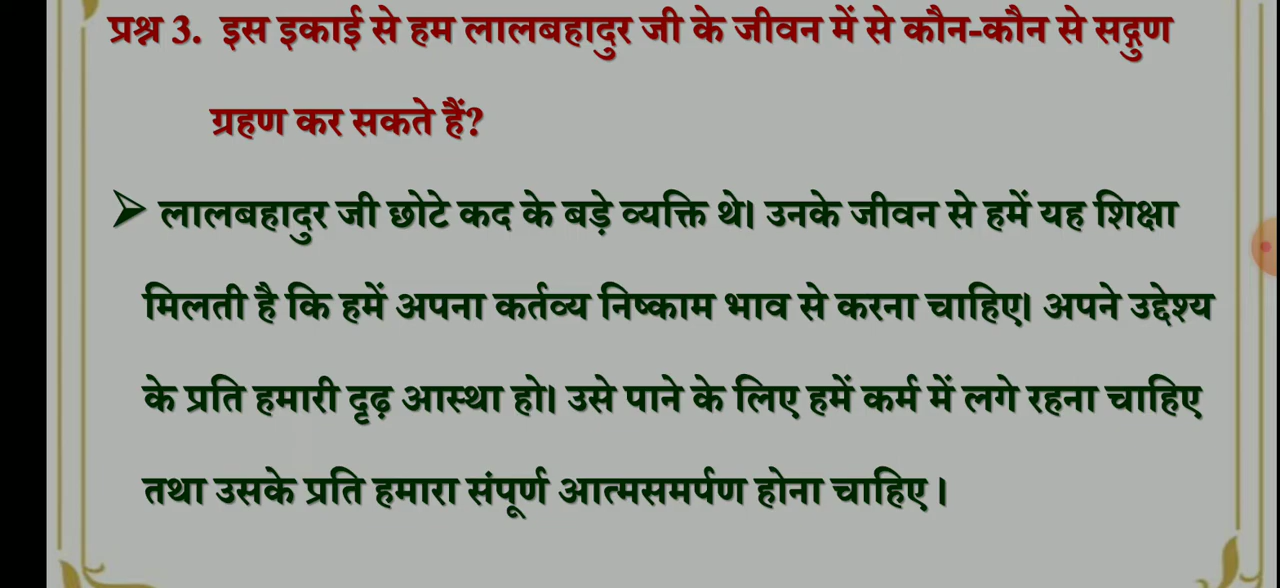 प्रश्न 3. इस इकाई से हम लालबहादुर जी के जीवन में से कौन-कौन से सद्गुण
ग्रहण कर सकते हैं?
➢ लालबहादुर जी छोटे कद के बड़े व्यक्ति थे। उनके जीवन से हमें यह शिक्षा
मिलती है कि हमें अपना कर्तव्य निष्काम भाव से करना चाहिए। अपने उद्देश्य
के प्रति हमारी दृढ़ आस्था हो। उसे पाने के लिए हमें कर्म में लगे रहना चाहिए
तथा उसके प्रति हमारा संपूर्ण आत्मसमर्पण होना चाहिए ।